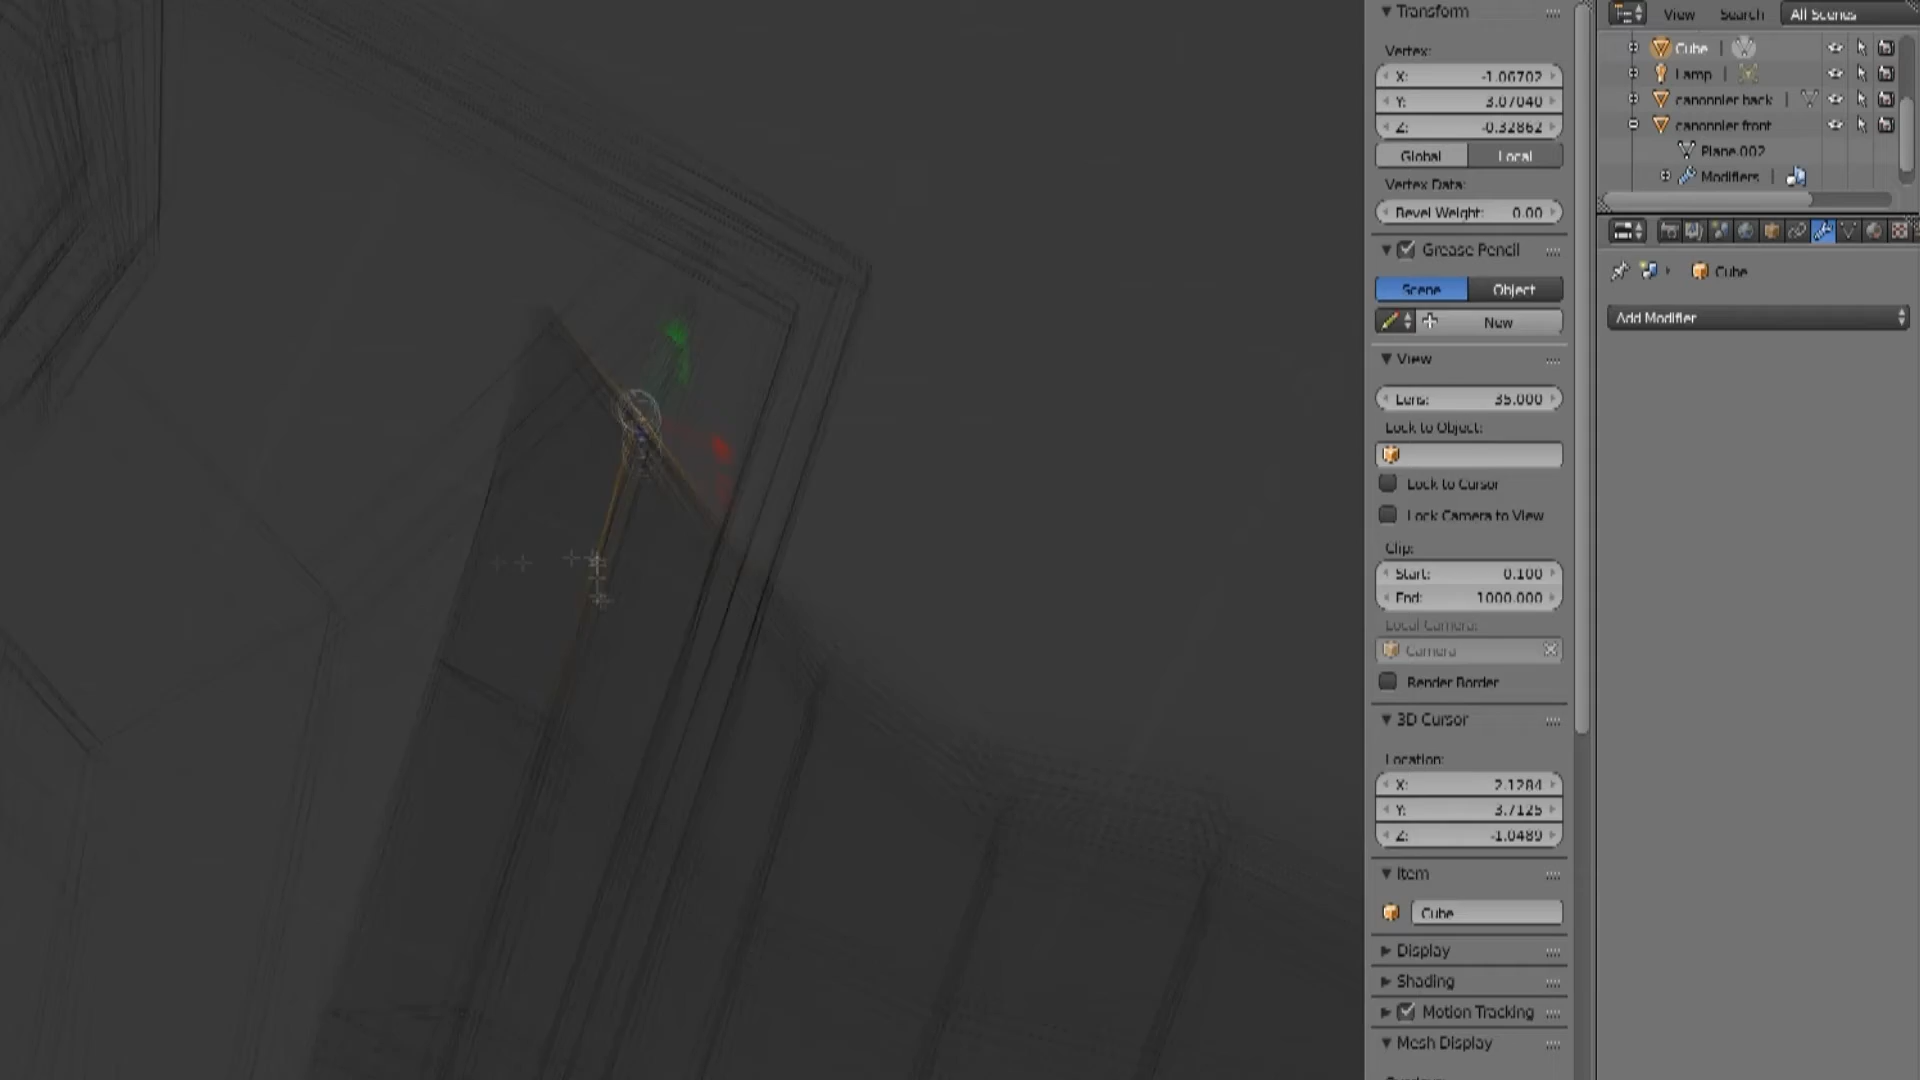 Transform
Vertex:
X: -1.06702
Y: 3.07040
Z: -0.32862
Global Local
Vertex Data:
Bevel Weight: 0.00
Grease Pencil
Scene Object
New
View
Lens: 35.000
Lock to Object:
Lock to Cursor
Lock Camera to View
Clip:
Start: 0.100
End: 1000.000
Local Camera:
Camera
Render Border
3D Cursor
Location:
X: 2.1284
Y: 3.7125
Z: -1.0489
Item
Cube
Display
Shading
Motion Tracking
Mesh Display
View Search All Scenes
Cube
Lamp
canonnier back
canonnier front
Plane.002
Modifiers
Cube
Add Modifier